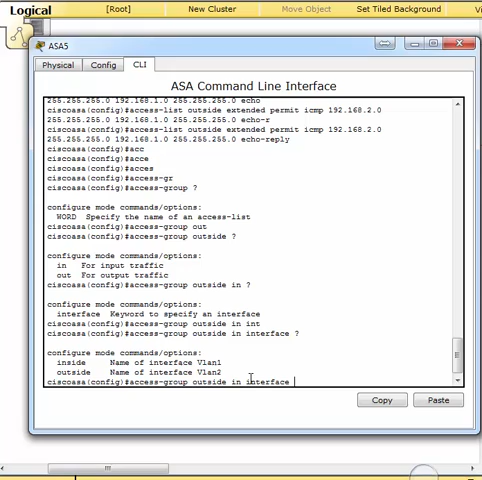 Logical
[Root]
New Cluster
Move Object
Set Tiled Background
Vi
ASA5
Physical
Config
CLI
ASA Command Line Interface
255.255.255.0 192.168.1.0 255.255.255.0 echo
ciscoasa(config)#access-list outside extended permit icmp 192.168.2.0
255.255.255.0 192.168.1.0 255.255.255.0 echo-r
ciscoasa(config)#access-list outside extended permit icmp 192.168.2.0
255.255.255.0 192.168.1.0 255.255.255.0 echo-reply
ciscoasa(config)#acc
ciscoasa(config)#acce
ciscoasa(config)#acces
ciscoasa(config)#access-gr
ciscoasa(config)#access-group ?
configure mode commands/options:
WORD Specify the name of an access-list
ciscoasa(config)#access-group out
ciscoasa(config)#access-group outside ?
configure mode commands/options:
in For input traffic
out For output traffic
ciscoasa(config)#access-group outside in ?
configure mode commands/options:
interface Keyword to specify an interface
ciscoasa(config)#access-group outside in int
ciscoasa(config)#access-group outside in interface ?
configure mode commands/options:
inside Name of interface Vlan1
outside Name of interface Vlan2
ciscoasa(config)#access-group outside in interface
Copy
Paste